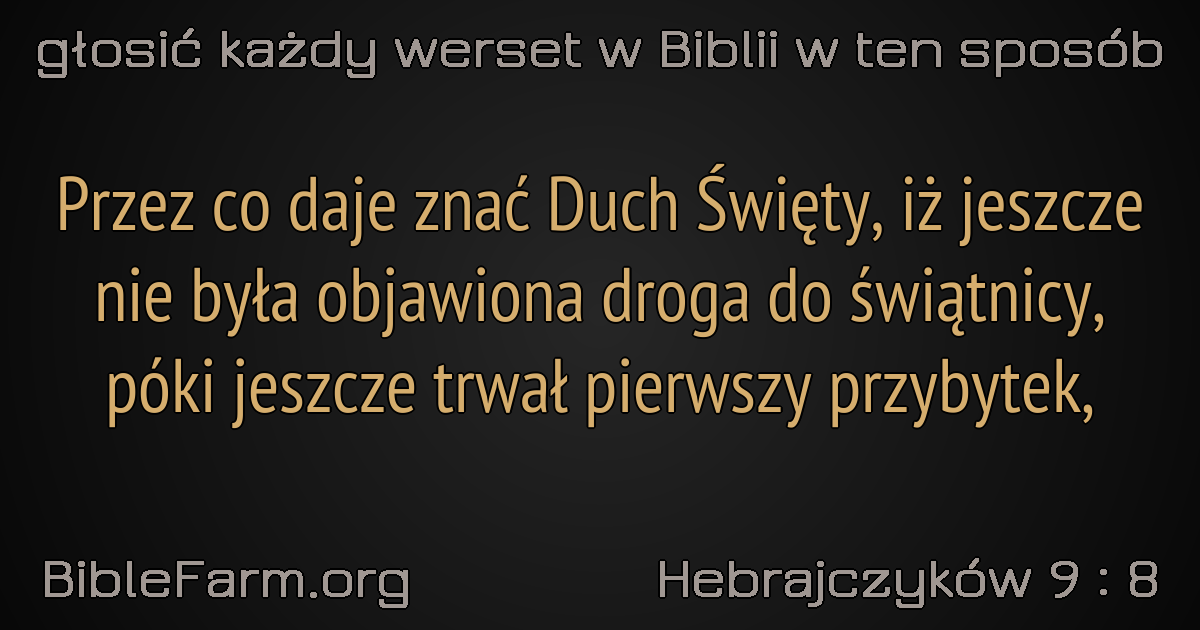 głosić każdy werset w Biblii w ten sposób
Przez co daje znać Duch Święty, iż jeszcze
nie była objawiona droga do świątnicy,
póki jeszcze trwał pierwszy przybytek,
BibleFarm.org
Hebrajczyków 9 : 8